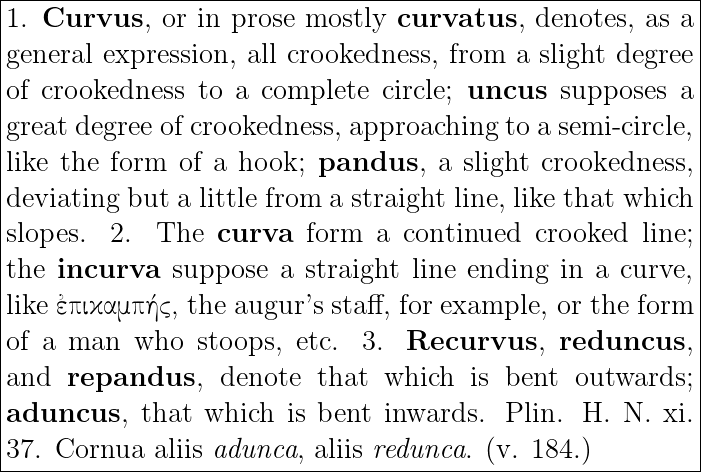 1. Curvus, or in prose mostly curvatus, denotes, as a
general expression, all crookedness, from a slight degree
of crookedness to a complete circle; uncus supposes a
great degree of crookedness, approaching to a semi-circle,
like the form of a hook; pandus, a slight crookedness,
deviating but a little from a straight line, like that which
slopes. 2. The curva form a continued crooked line;
the incurva suppose a straight line ending in a curve,
like ἐπικαμπής, the augur's staff, for example, or the form
of a man who stoops, etc. 3. Recurvus, reduncus,
and repandus, denote that which is bent outwards;
aduncus, that which is bent inwards. Plin. H. N. xi.
37. Cornua aliis adunca, aliis redunca. (v. 184.)